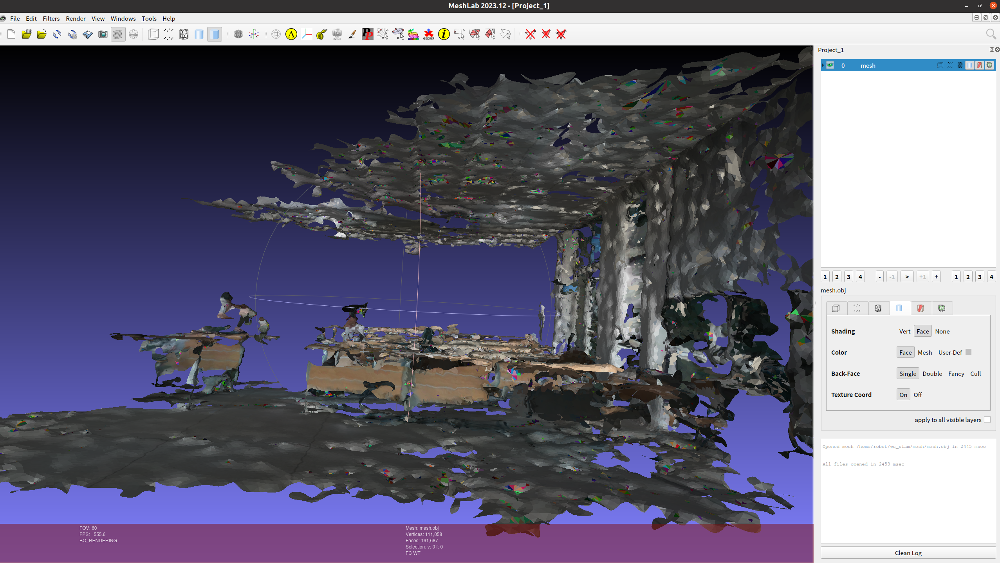 MeshLab 2023.12 - [Project_1]
File Edit Filters Render View Windows Tools Help
A PP GEOREF i
Project_1
0 mesh
1 2 3 4 - -1 > +1 + 1 2 3 4
mesh.obj
Shading Vert Face None
Color Face Mesh User-Def
Back-Face Single Double Fancy Cull
Texture Coord On Off
apply to all visible layers
Opened mesh /home/robot/ws_slam/mesh/mesh.obj in 2445 msec
All files opened in 2453 msec
Clean Log
FOV: 60
FPS: 555.6
BO_RENDERING
Mesh: mesh.obj
Vertices: 111,058
Faces: 191,687
Selection: v: 0 f: 0
FC WT